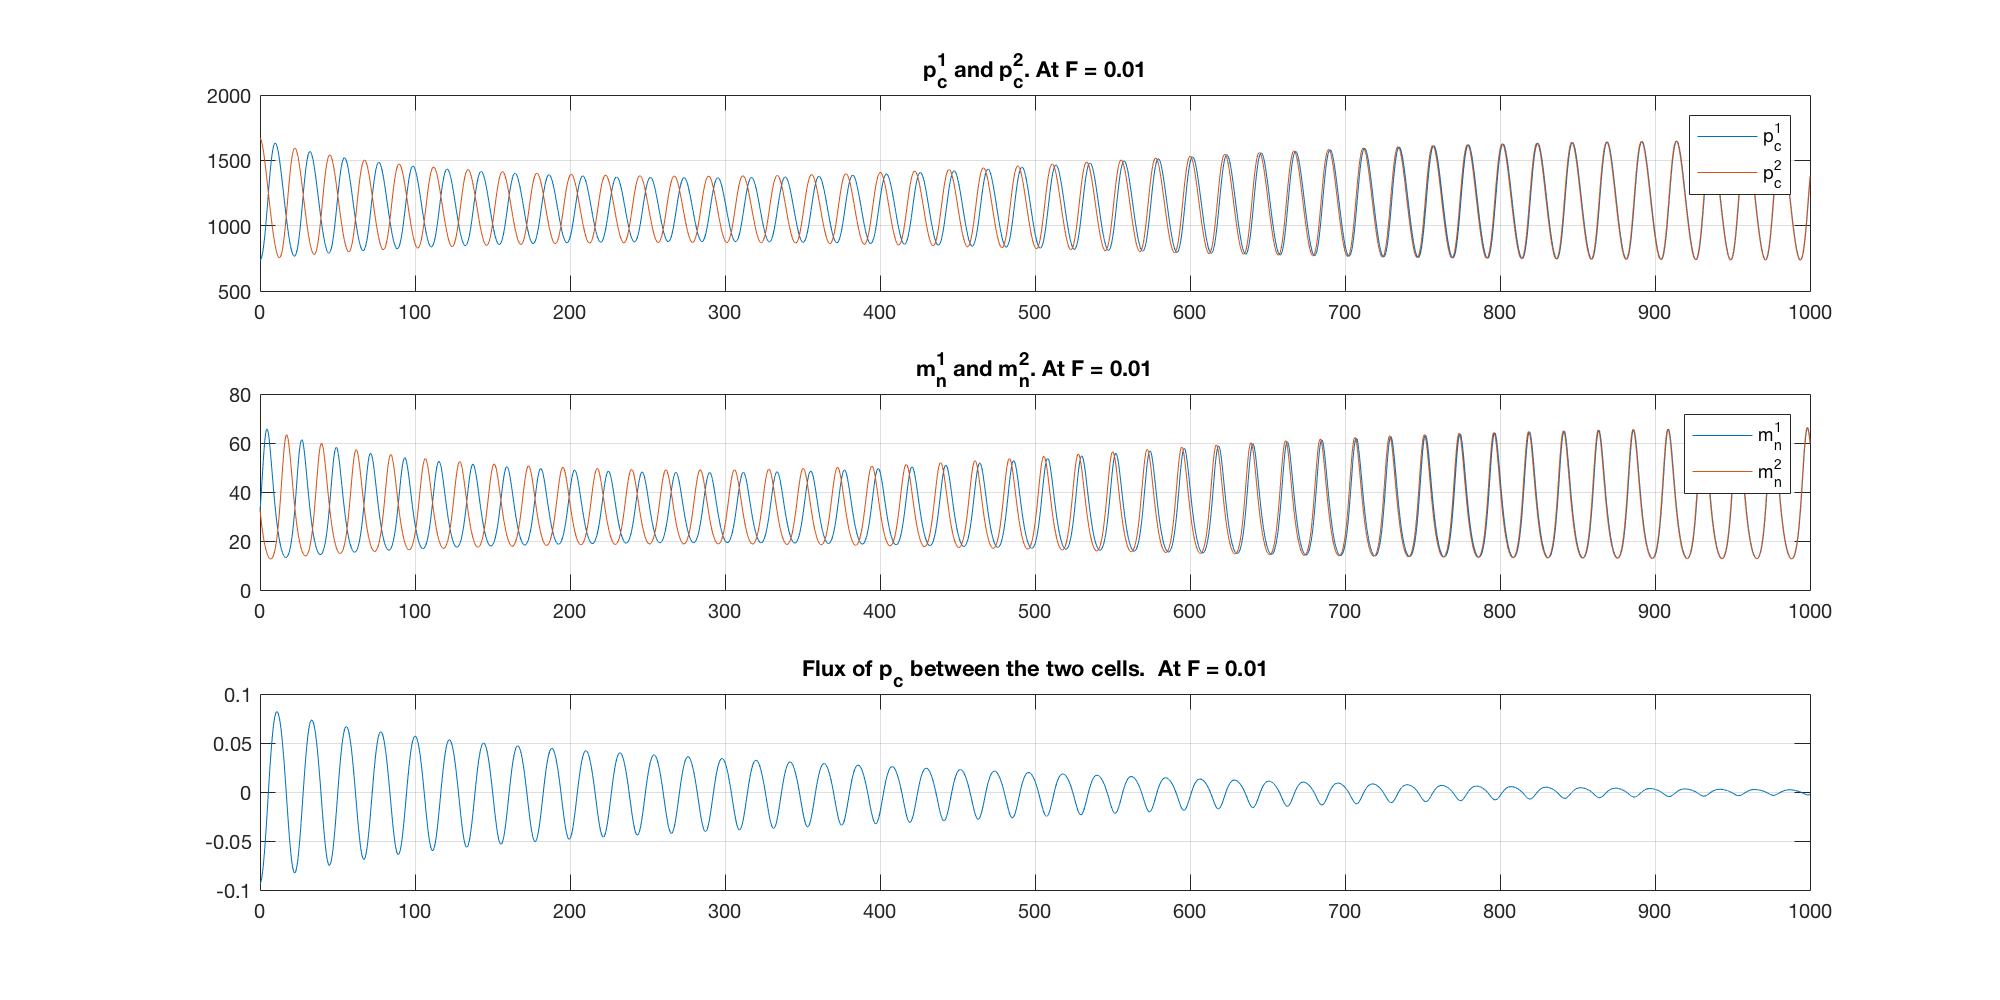 p_c^1 and p_c^2. At F = 0.01
2000
1500
1000
500
p_c^1
p_c^2
0 100 200 300 400 500 600 700 800 900 1000
m_n^1 and m_n^2. At F = 0.01
80
60
40
20
0
m_n^1
m_n^2
0 100 200 300 400 500 600 700 800 900 1000
Flux of p_c between the two cells.  At F = 0.01
0.1
0.05
0
-0.05
-0.1
0 100 200 300 400 500 600 700 800 900 1000